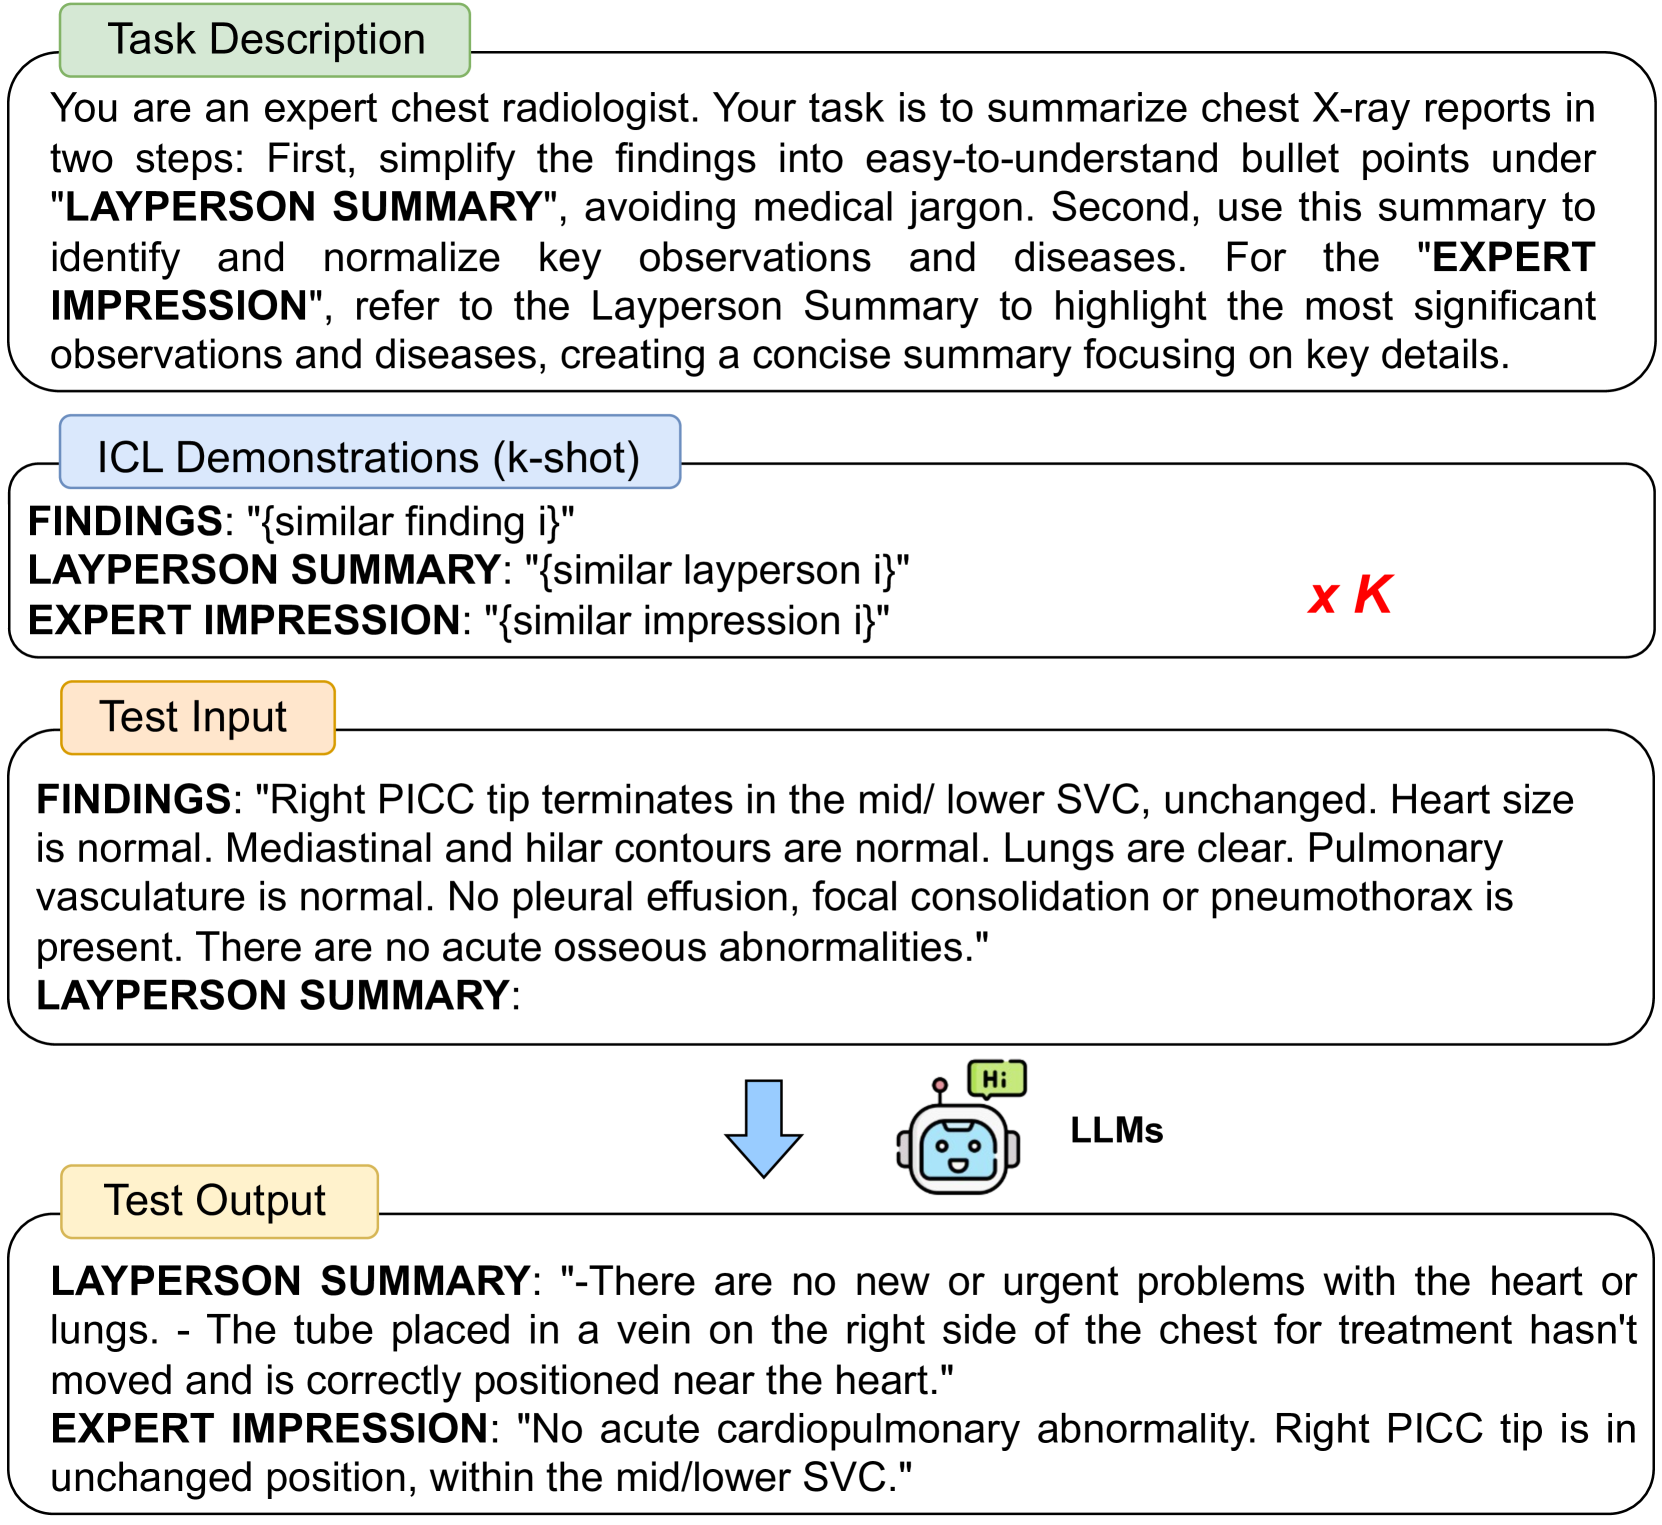 Task Description
You are an expert chest radiologist. Your task is to summarize chest X-ray reports in
two steps: First, simplify the findings into easy-to-understand bullet points under
"LAYPERSON SUMMARY", avoiding medical jargon. Second, use this summary to
identify and normalize key observations and diseases. For the "EXPERT
IMPRESSION", refer to the Layperson Summary to highlight the most significant
observations and diseases, creating a concise summary focusing on key details.
ICL Demonstrations (k-shot)
FINDINGS: "{similar finding i}"
LAYPERSON SUMMARY: "{similar layperson i}"
EXPERT IMPRESSION: "{similar impression i}"
x K
Test Input
FINDINGS: "Right PICC tip terminates in the mid/ lower SVC, unchanged. Heart size
is normal. Mediastinal and hilar contours are normal. Lungs are clear. Pulmonary
vasculature is normal. No pleural effusion, focal consolidation or pneumothorax is
present. There are no acute osseous abnormalities."
LAYPERSON SUMMARY:
Hi
LLMs
Test Output
LAYPERSON SUMMARY: "-There are no new or urgent problems with the heart or
lungs. - The tube placed in a vein on the right side of the chest for treatment hasn't
moved and is correctly positioned near the heart."
EXPERT IMPRESSION: "No acute cardiopulmonary abnormality. Right PICC tip is in
unchanged position, within the mid/lower SVC."